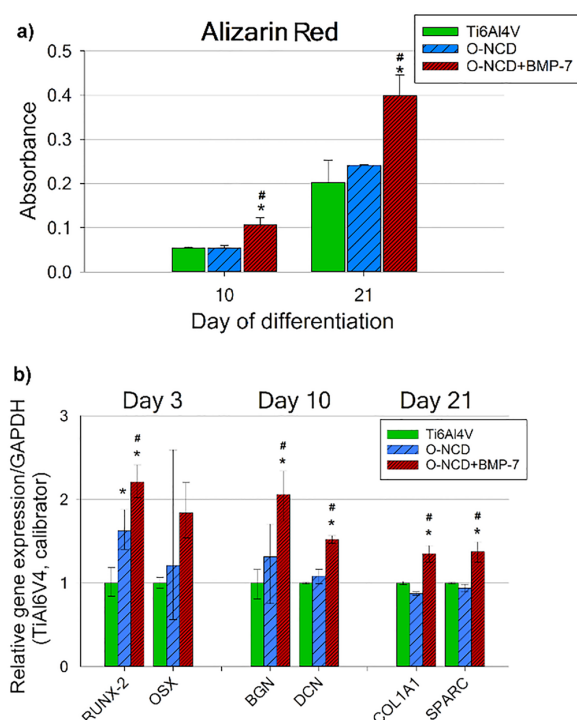 a)
Alizarin Red
Ti6Al4V
O-NCD
O-NCD+BMP-7
Absorbance
0.5
0.4
0.3
0.2
0.1
0.0
# *
# *
10
21
Day of differentiation
b)
Day 3
Day 10
Day 21
Ti6Al4V
O-NCD
O-NCD+BMP-7
Relative gene expression/GAPDH
(TiAl6V4, calibrator)
3
2
1
0
*
# *
# *
# *
# *
# *
RUNX-2
OSX
BGN
DCN
COL1A1
SPARC